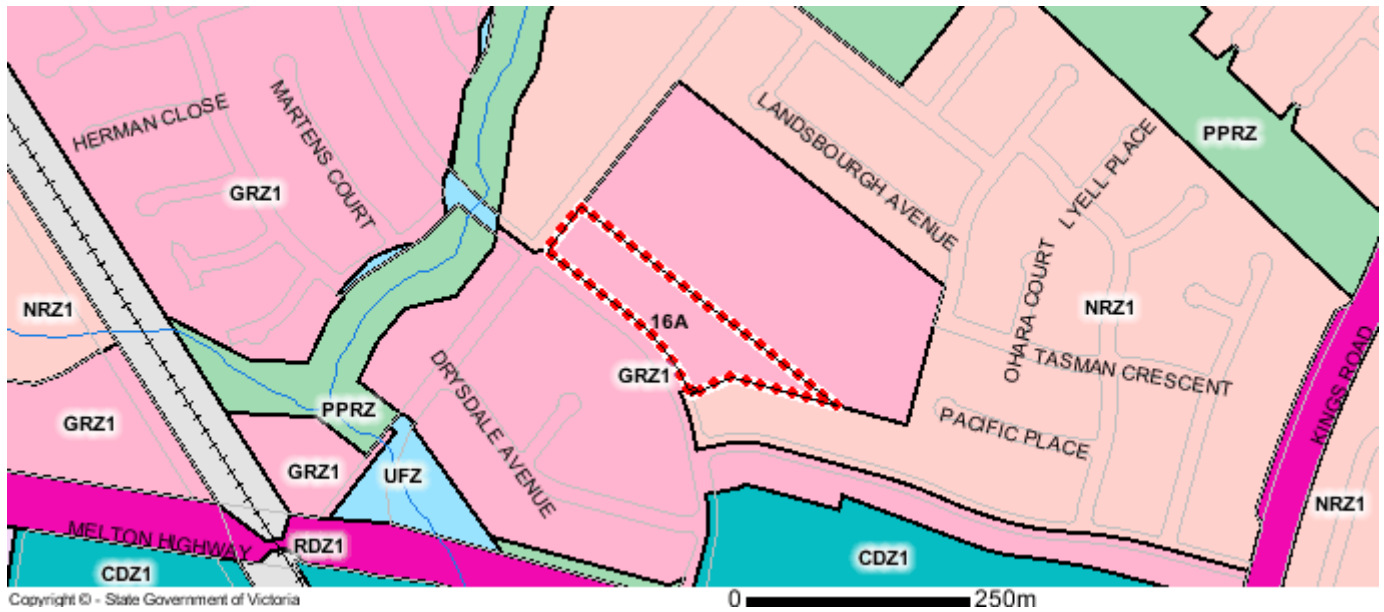 HERMAN CLOSE
MARTENS COURT
LANDSBOURGH AVENUE
LYELL PLACE
PPRZ
GRZ1
OHARA COURT
NRZ1
NRZ1
16A
TASMAN CRESCENT
KINGS ROAD
DRYSDALE AVENUE
GRZ1
PPRZ
GRZ1
PACIFIC PLACE
GRZ1
UFZ
NRZ1
MELTON HIGHWAY
RDZ1
CDZ1
CDZ1
Copyright © - State Government of Victoria
0 250m